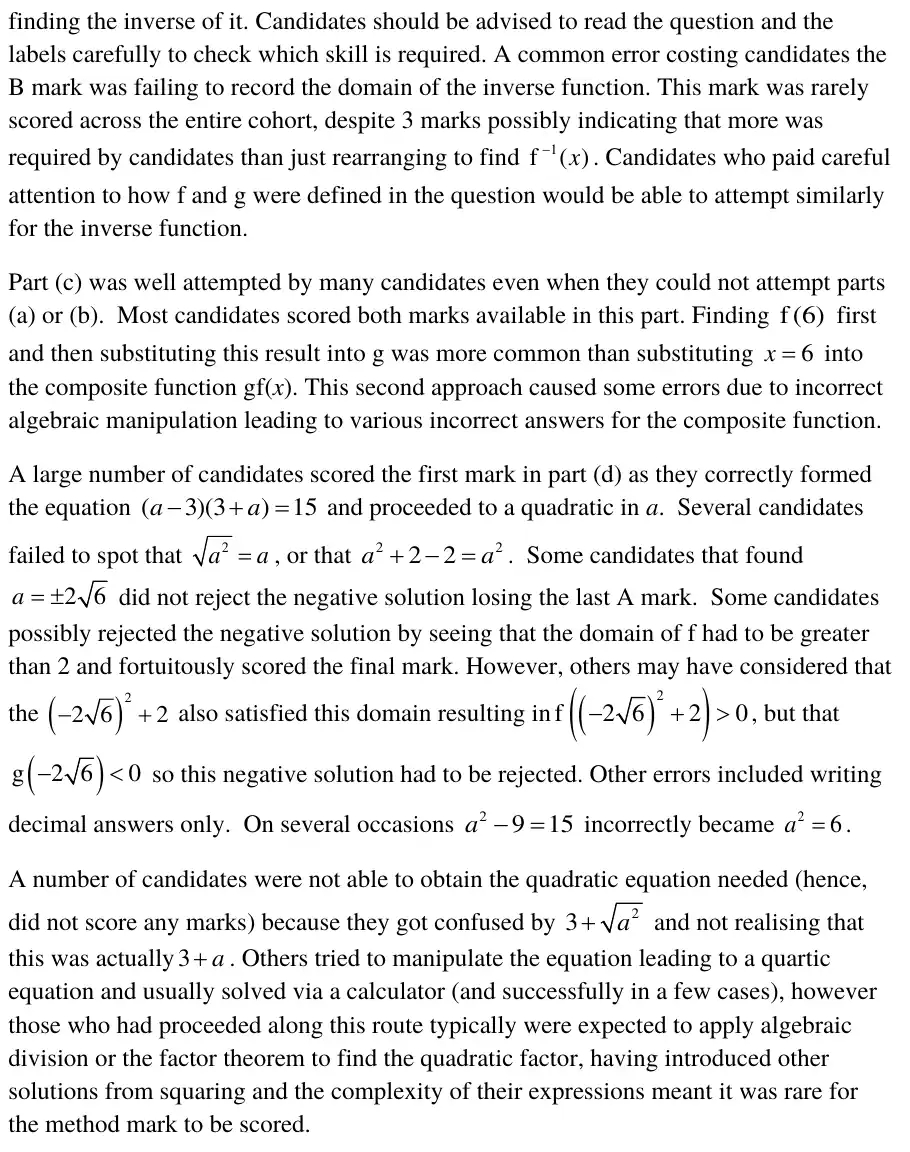 finding the inverse of it. Candidates should be advised to read the question and the
labels carefully to check which skill is required. A common error costing candidates the
B mark was failing to record the domain of the inverse function. This mark was rarely
scored across the entire cohort, despite 3 marks possibly indicating that more was
required by candidates than just rearranging to find f⁻¹(x). Candidates who paid careful
attention to how f and g were defined in the question would be able to attempt similarly
for the inverse function.
Part (c) was well attempted by many candidates even when they could not attempt parts
(a) or (b). Most candidates scored both marks available in this part. Finding f(6) first
and then substituting this result into g was more common than substituting x = 6 into
the composite function gf(x). This second approach caused some errors due to incorrect
algebraic manipulation leading to various incorrect answers for the composite function.
A large number of candidates scored the first mark in part (d) as they correctly formed
the equation (a − 3)(3 + a) = 15 and proceeded to a quadratic in a. Several candidates
failed to spot that √a² = a, or that a² + 2 − 2 = a². Some candidates that found
a = ±2√6 did not reject the negative solution losing the last A mark. Some candidates
possibly rejected the negative solution by seeing that the domain of f had to be greater
than 2 and fortuitously scored the final mark. However, others may have considered that
the (−2√6)² + 2 also satisfied this domain resulting in f((−2√6)² + 2) > 0, but that
g(−2√6) < 0 so this negative solution had to be rejected. Other errors included writing
decimal answers only. On several occasions a² − 9 = 15 incorrectly became a² = 6.
A number of candidates were not able to obtain the quadratic equation needed (hence,
did not score any marks) because they got confused by 3 + √a² and not realising that
this was actually 3 + a. Others tried to manipulate the equation leading to a quartic
equation and usually solved via a calculator (and successfully in a few cases), however
those who had proceeded along this route typically were expected to apply algebraic
division or the factor theorem to find the quadratic factor, having introduced other
solutions from squaring and the complexity of their expressions meant it was rare for
the method mark to be scored.